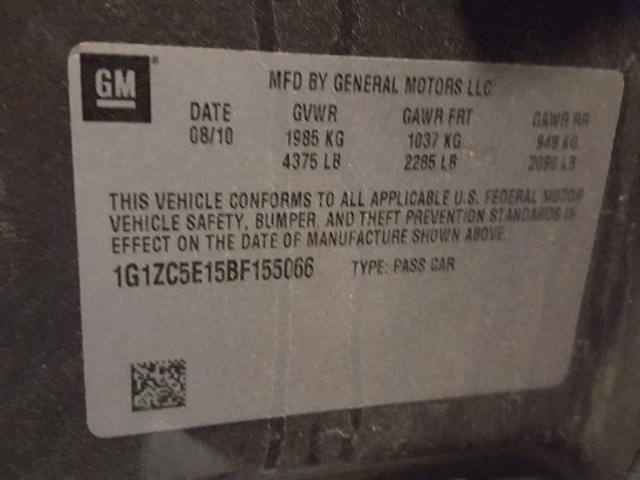 GM®
MFD BY GENERAL MOTORS LLC
DATE GVWR GAWR FRT GAWR RR
08/10 1985 KG 1037 KG 948 KG
4375 LB 2285 LB 2090 LB
THIS VEHICLE CONFORMS TO ALL APPLICABLE U.S. FEDERAL MOTOR
VEHICLE SAFETY, BUMPER, AND THEFT PREVENTION STANDARDS IN
EFFECT ON THE DATE OF MANUFACTURE SHOWN ABOVE.
1G1ZC5E15BF155066 TYPE: PASS CAR